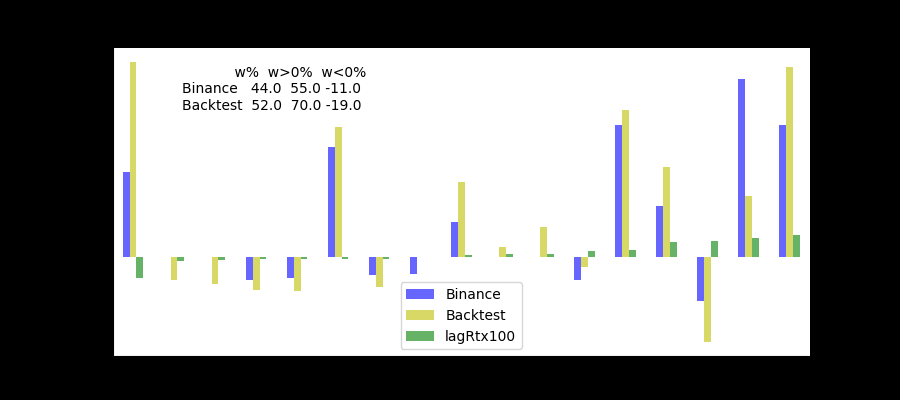 w% w>0% w<0%
Binance 44.0 55.0 -11.0
Backtest 52.0 70.0 -19.0
Binance
Backtest
lagRtx100